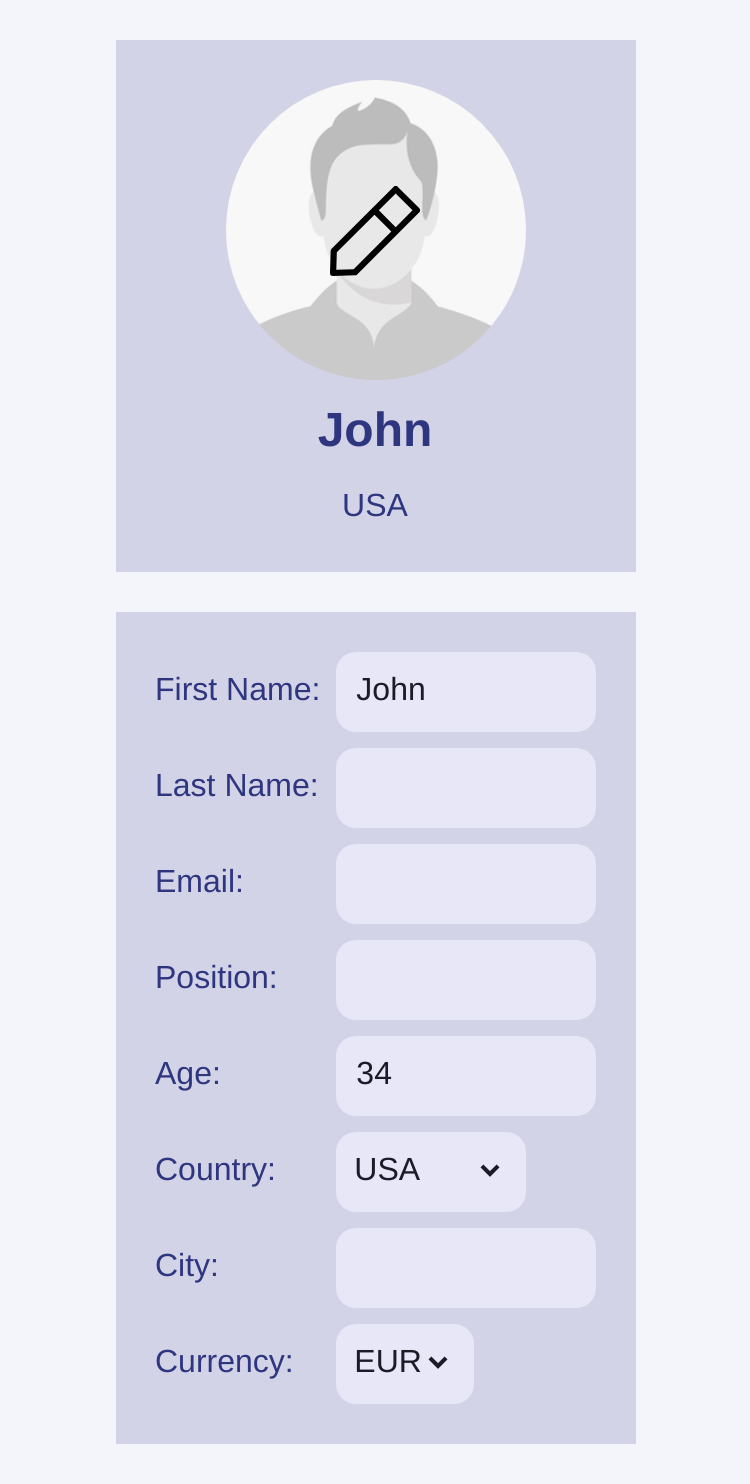 John
USA
First Name: John
Last Name:
Email:
Position:
Age: 34
Country: USA
City:
Currency: EUR